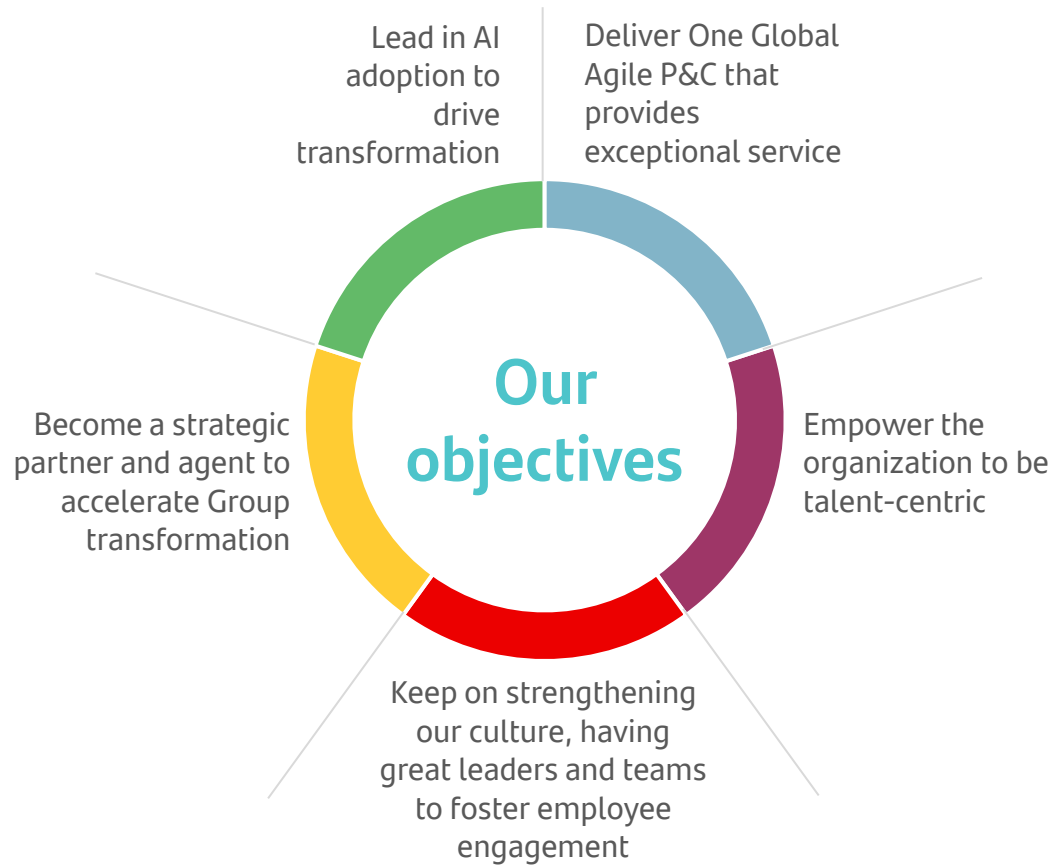 Lead in AI
adoption to
drive
transformation
Deliver One Global
Agile P&C that
provides
exceptional service
Our
objectives
Empower the
organization to be
talent-centric
Keep on strengthening
our culture, having
great leaders and teams
to foster employee
engagement
Become a strategic
partner and agent to
accelerate Group
transformation